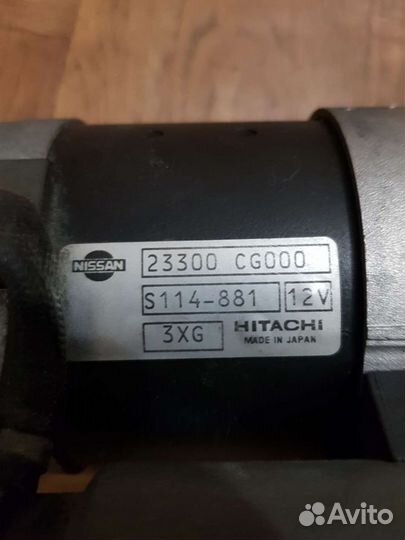 NISSAN
23300 CG000
S114-881 12V
3XG HITACHI
MADE IN JAPAN
Avito